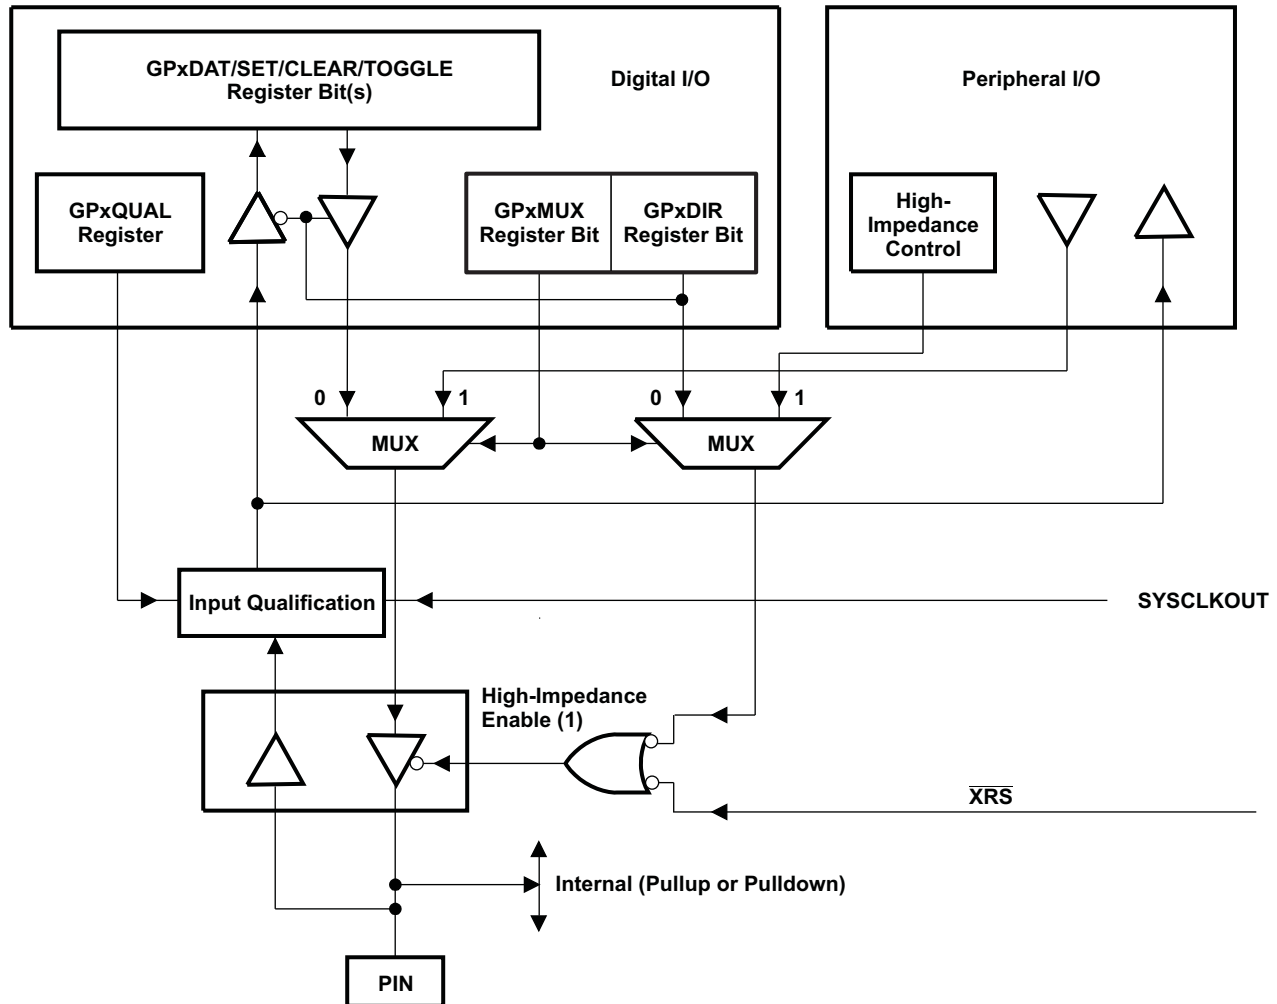 GPxDAT/SET/CLEAR/TOGGLE
Register Bit(s)
Digital I/O
Peripheral I/O
GPxQUAL
Register
GPxMUX
Register Bit
GPxDIR
Register Bit
High-
Impedance
Control
0
1
0
1
MUX
MUX
Input Qualification
SYSCLKOUT
High-Impedance
Enable (1)
XRS
Internal (Pullup or Pulldown)
PIN